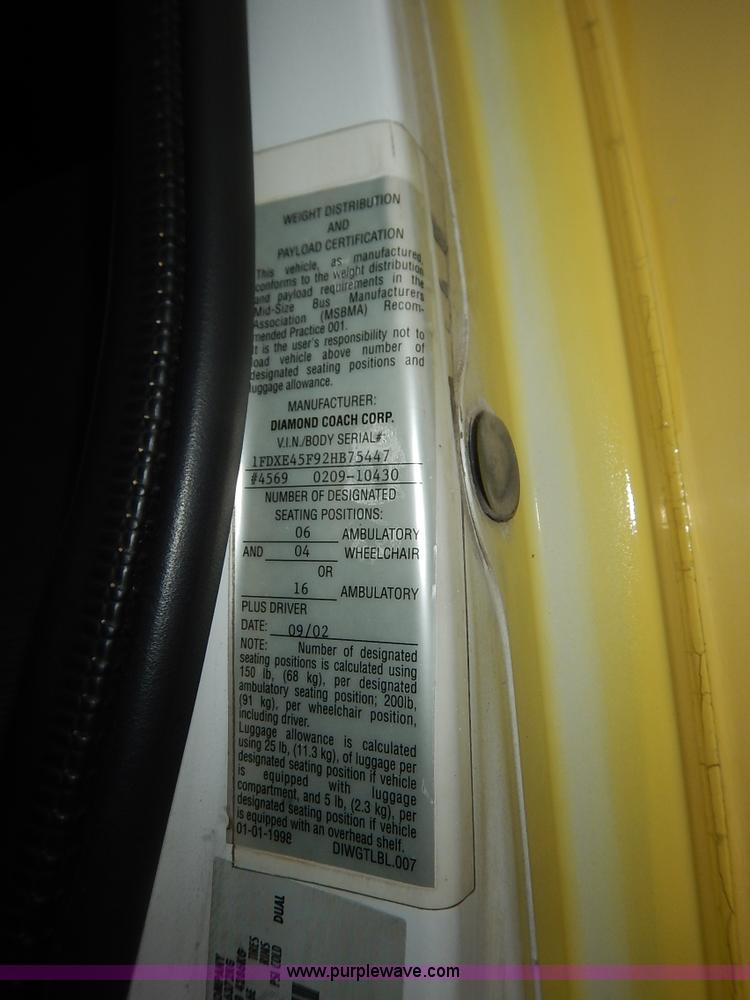 WEIGHT DISTRIBUTION
AND
PAYLOAD CERTIFICATION
This vehicle, as manufactured,
conforms to the weight distribution
and payload requirements in the
Mid-Size Bus Manufacturers
Association (MSBMA) Recom-
mended Practice 001.
It is the user's responsibility not to
load vehicle above number of
designated seating positions and
luggage allowance.
MANUFACTURER:
DIAMOND COACH CORP.
V.I.N./BODY SERIAL#:
1FDXE45F92HB75447
#4569 0209-10430
NUMBER OF DESIGNATED
SEATING POSITIONS:
06 AMBULATORY
AND 04 WHEELCHAIR
OR
16 AMBULATORY
PLUS DRIVER
DATE: 09/02
NOTE: Number of designated
seating positions is calculated using
150 lb, (68 kg), per designated
ambulatory seating position; 200lb,
(91 kg), per wheelchair position,
including driver.
Luggage allowance is calculated
using 25 lb, (11.3 kg), of luggage per
designated seating position if vehicle
is equipped with luggage
compartment, and 5 lb, (2.3 kg), per
designated seating position if vehicle
is equipped with an overhead shelf.
01-01-1998 DIWGTLBL.007
TIRES
RIMS
PSI COLD
DUAL
www.purplewave.com